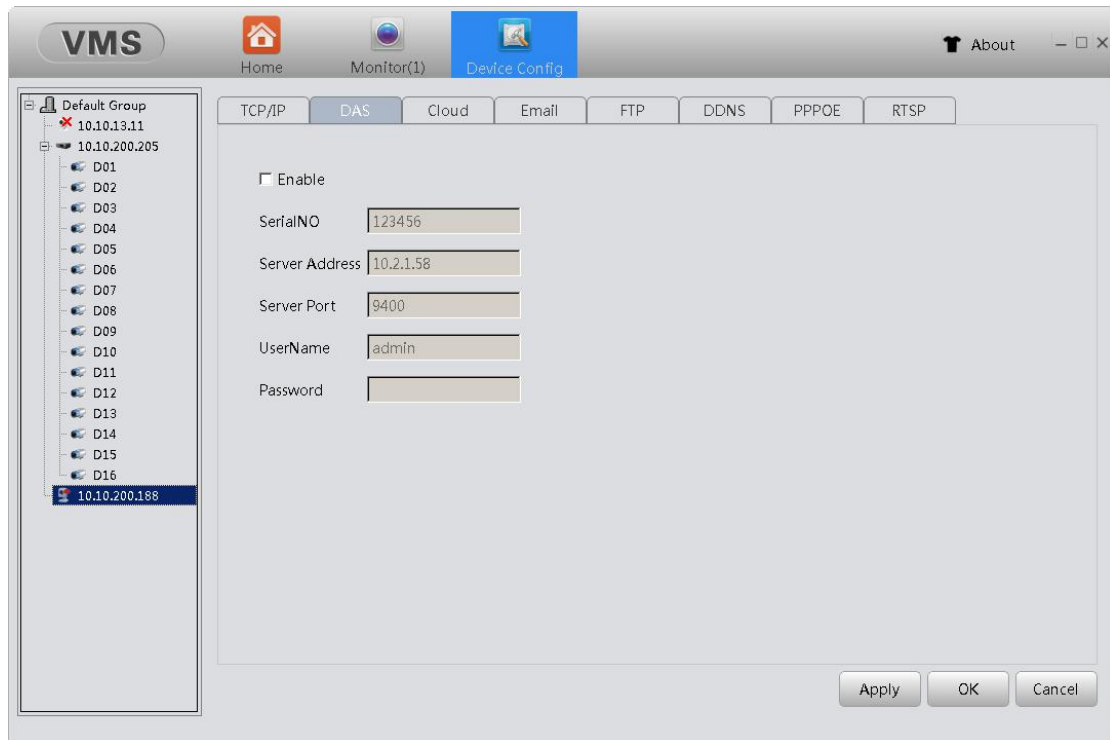 VMS
Home
Monitor(1)
Device Config
About
Default Group
10.10.13.11
10.10.200.205
D01
D02
D03
D04
D05
D06
D07
D08
D09
D10
D11
D12
D13
D14
D15
D16
10.10.200.188
TCP/IP DAS Cloud Email FTP DDNS PPPOE RTSP
Enable
SerialNO 123456
Server Address 10.2.1.58
Server Port 9400
UserName admin
Password
Apply OK Cancel